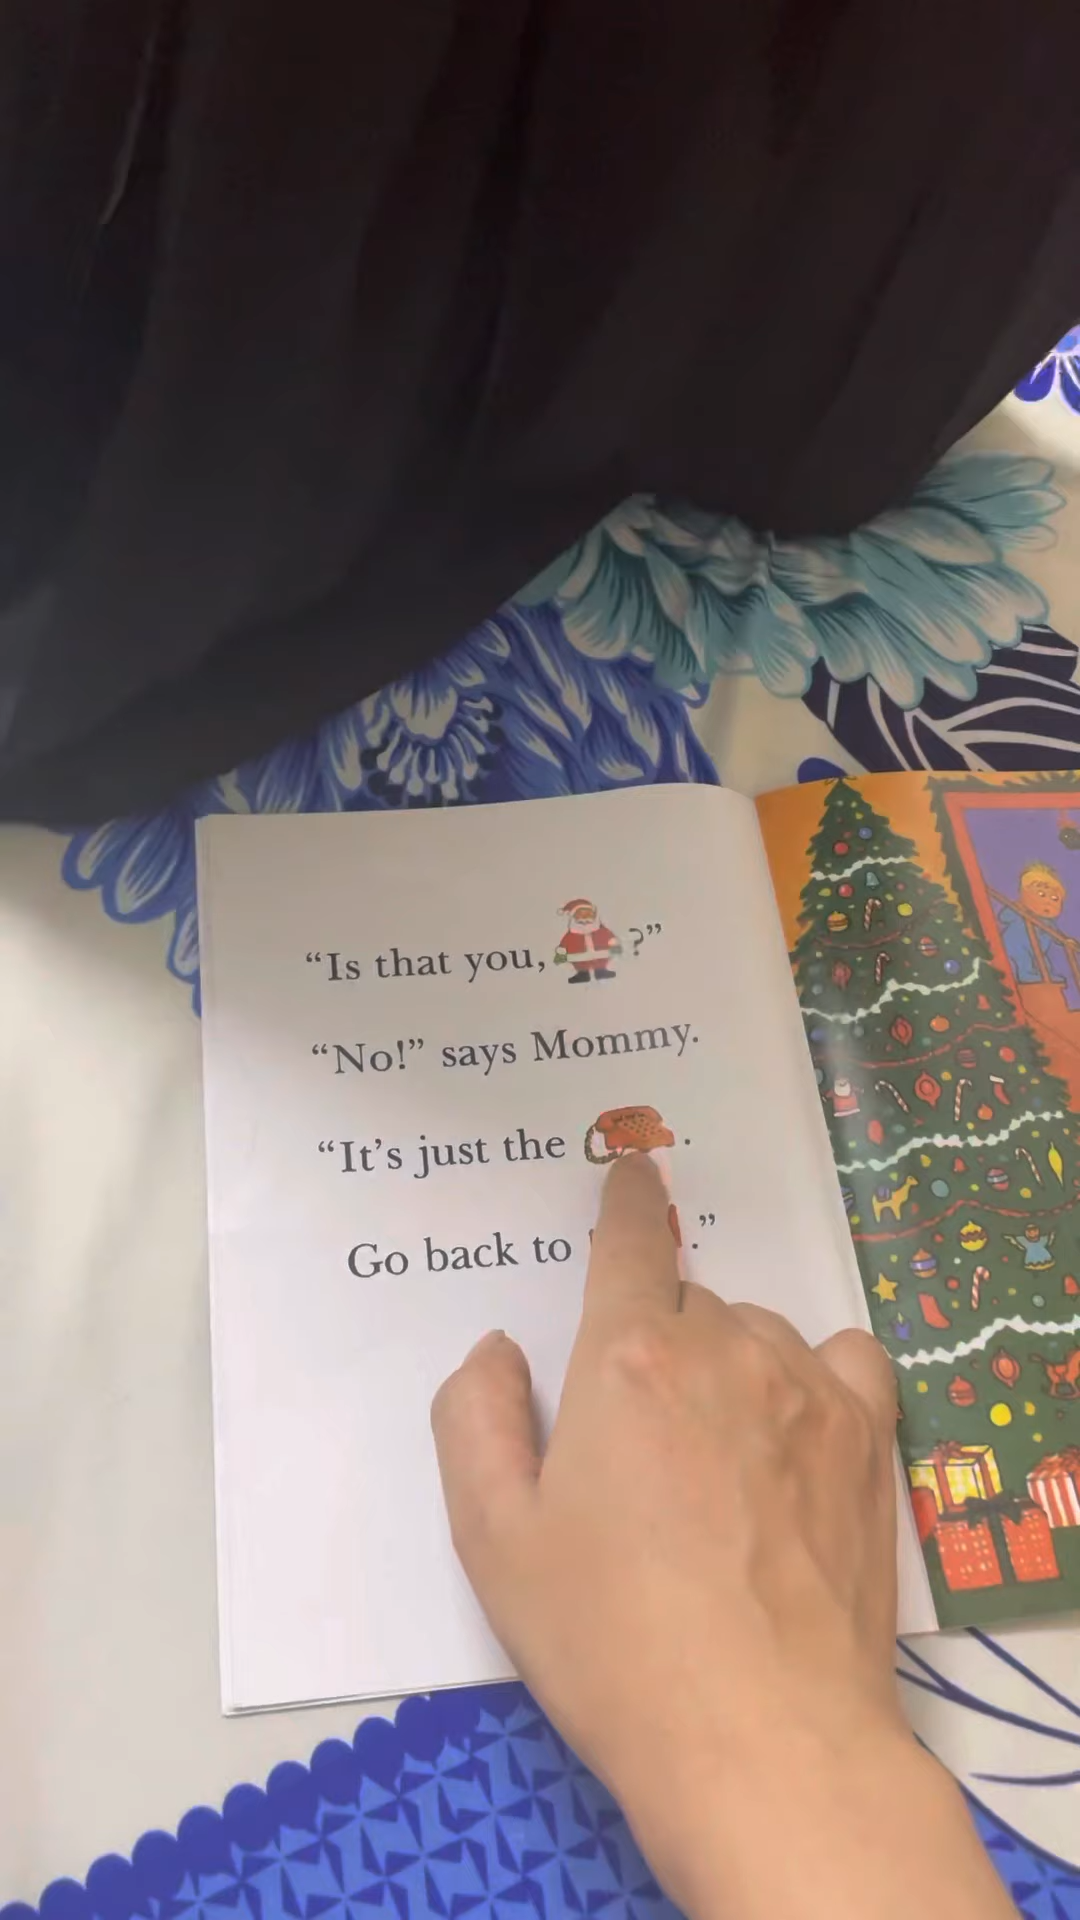 “Is that you, ?”
“No!” says Mommy.
“It’s just the .
Go back to .”